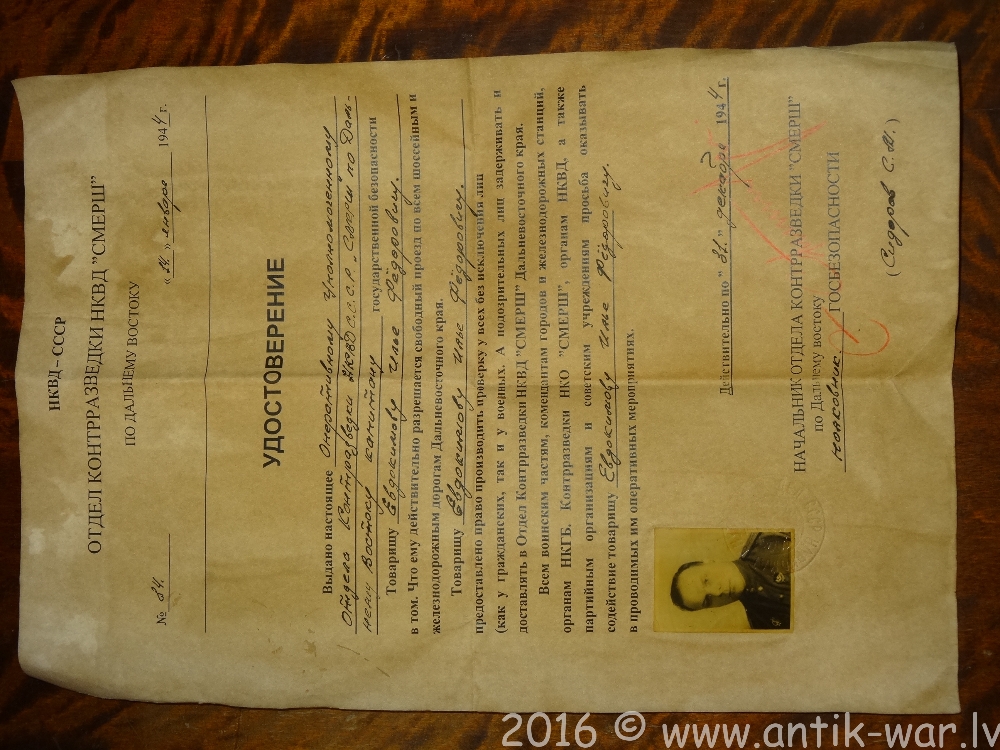 НКВД – СССР
ОТДЕЛ КОНТРРАЗВЕДКИ НКВД "СМЕРШ"
ПО ДАЛЬНЕМУ ВОСТОКУ
№ 84. «24» января 1944 г.
УДОСТОВЕРЕНИЕ
Выдано настоящее Оперативному Уполномоченному
Отдела Контрразведки НКВД С.С.С.Р. „Смерш" по Даль-
нему Востоку капитану государственной безопасности
Товарищу Евдокимову Илье Фёдоровичу.
в том. Что ему действительно разрешается свободный проезд по всем шоссейным и
железнодорожным дорогам Дальневосточного края.
Товарищу Евдокимову Илье Фёдоровичу.
предоставлено право производить проверку у всех без исключения лиц
(как у гражданских, так и у военных. А подозрительных лиц задерживать и
доставлять в Отдел Контрразведки НКВД "СМЕРШ" Дальневосточного края.
Всем воинским частям, комендантам городов и железнодорожных станций,
органам НКГБ, Контрразведки НКО "СМЕРШ", органам НКВД, а также
партийным организациям и советским учреждениям просьба оказывать
содействие товарищу Евдокимову Илье Фёдоровичу.
в проводимых им оперативных мероприятиях.
Действительно по "31." декабря 1944 г.
НАЧАЛЬНИК ОТДЕЛА КОНТРРАЗВЕДКИ "СМЕРШ"
по Дальнему востоку
полковник. ГОСБЕЗОПАСНОСТИ
(Сидоров С. М.)
2016 © www.antik-war.lv